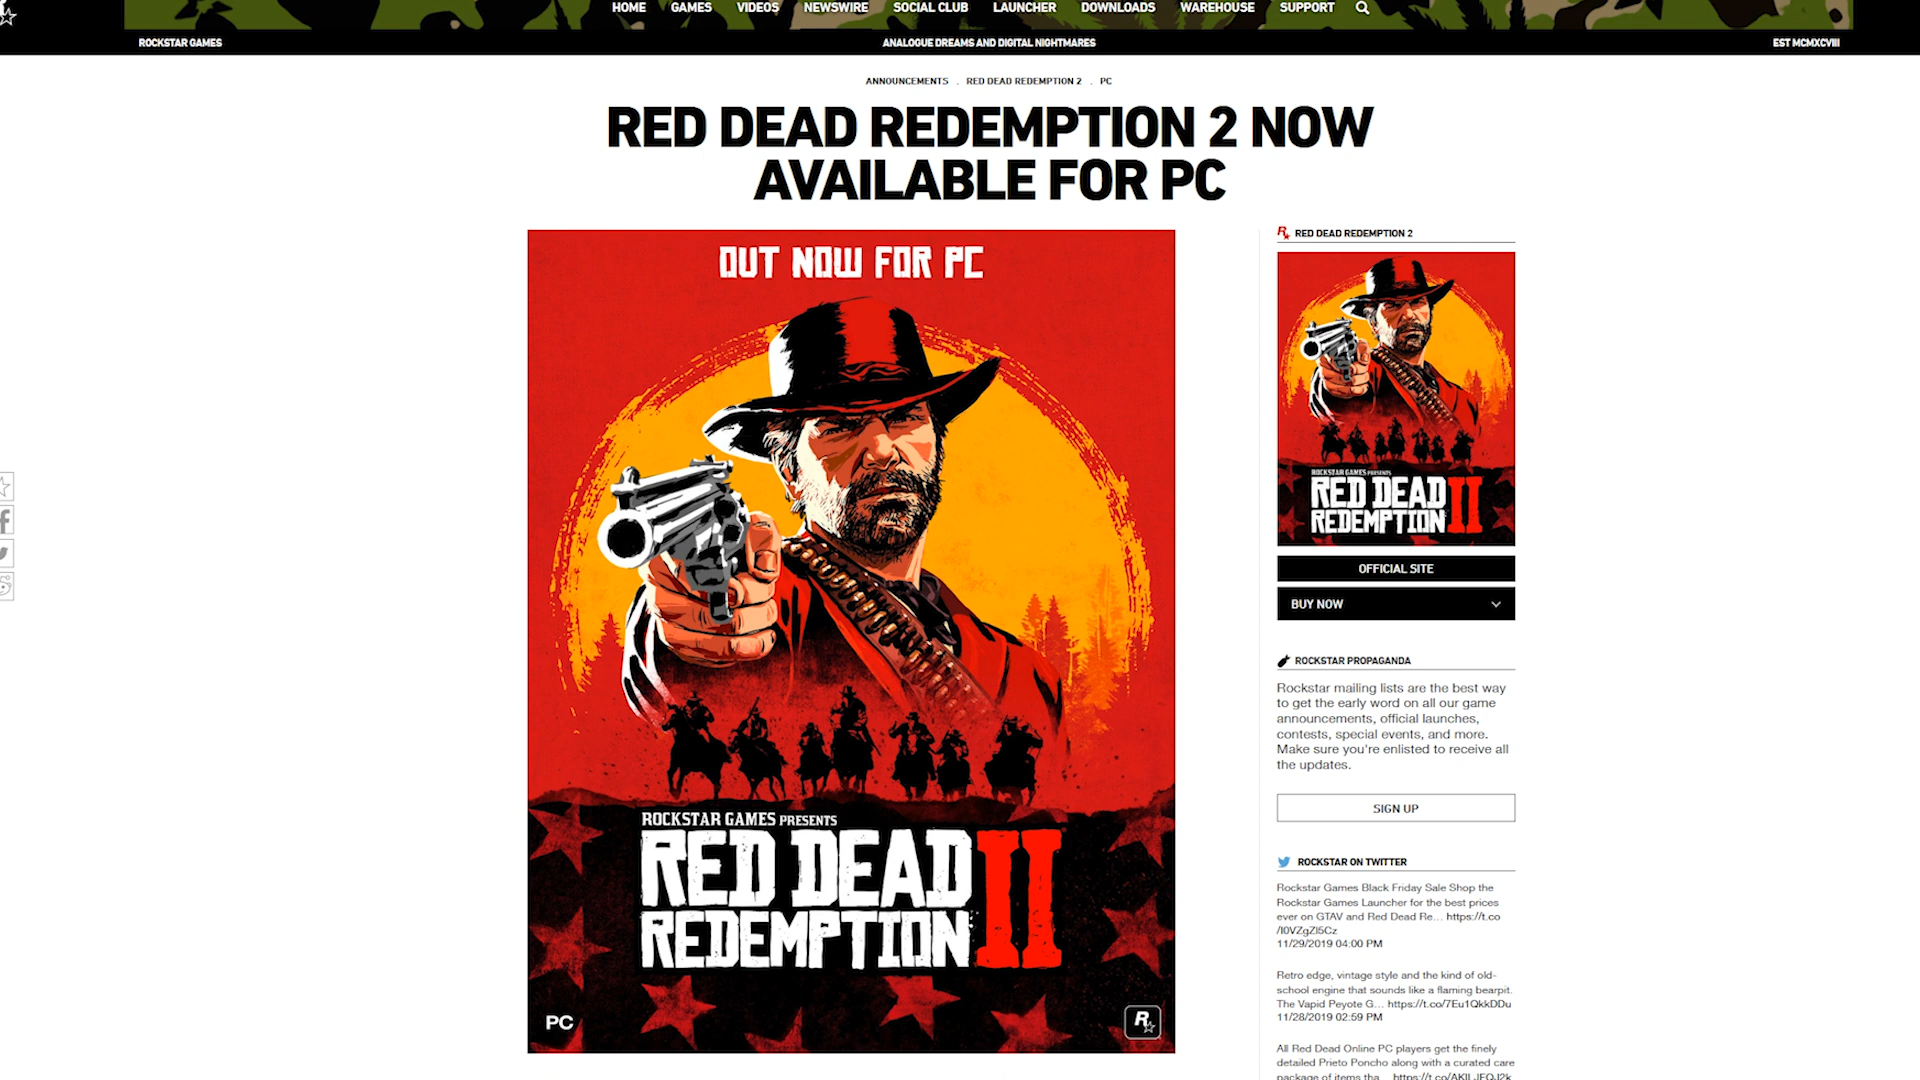 HOME GAMES VIDEOS NEWSWIRE SOCIAL CLUB LAUNCHER DOWNLOADS WAREHOUSE SUPPORT
ROCKSTAR GAMES ANALOGUE DREAMS AND DIGITAL NIGHTMARES EST MCMXCVIII
ANNOUNCEMENTS . RED DEAD REDEMPTION 2 . PC
RED DEAD REDEMPTION 2 NOW
AVAILABLE FOR PC
OUT NOW FOR PC
ROCKSTAR GAMES PRESENTS
RED DEAD
REDEMPTION II
PC
R
R RED DEAD REDEMPTION 2
ROCKSTAR GAMES PRESENTS
RED DEAD
REDEMPTION II
OFFICIAL SITE
BUY NOW
ROCKSTAR PROPAGANDA
Rockstar mailing lists are the best way
to get the early word on all our game
announcements, official launches,
contests, special events, and more.
Make sure you're enlisted to receive all
the updates.
SIGN UP
ROCKSTAR ON TWITTER
Rockstar Games Black Friday Sale Shop the
Rockstar Games Launcher for the best prices
ever on GTAV and Red Dead Re... https://t.co
/I0VZgZl5Cz
11/29/2019 04:00 PM
Retro edge, vintage style and the kind of old-
school engine that sounds like a flaming bearpit.
The Vapid Peyote G... https://t.co/7Eu1QkkDDu
11/28/2019 02:59 PM
All Red Dead Online PC players get the finely
detailed Prieto Poncho along with a curated care
package of items tha...